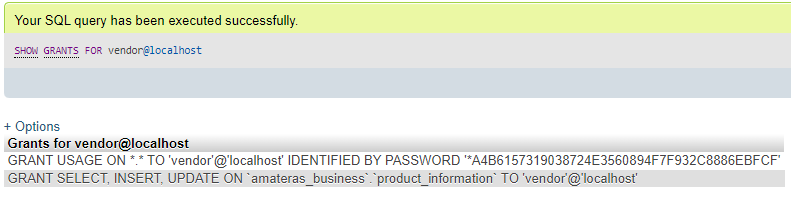 Your SQL query has been executed successfully.
SHOW GRANTS FOR vendor@localhost
+ Options
Grants for vendor@localhost
GRANT USAGE ON *.* TO 'vendor'@'localhost' IDENTIFIED BY PASSWORD '*A4B6157319038724E3560894F7F932C8886EBFCF'
GRANT SELECT, INSERT, UPDATE ON `amateras_business`.`product_information` TO 'vendor'@'localhost'